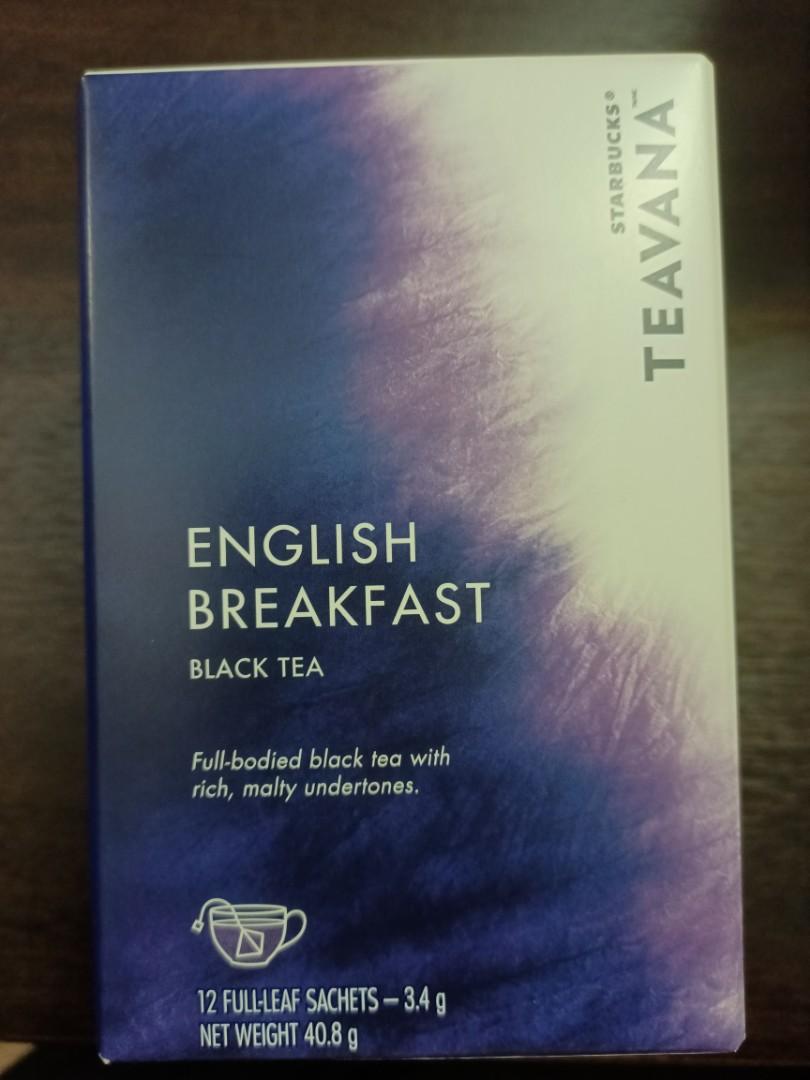 STARBUCKS®
TEAVANA™
ENGLISH
BREAKFAST
BLACK TEA
Full-bodied black tea with
rich, malty undertones.
12 FULL-LEAF SACHETS – 3.4 g
NET WEIGHT 40.8 g